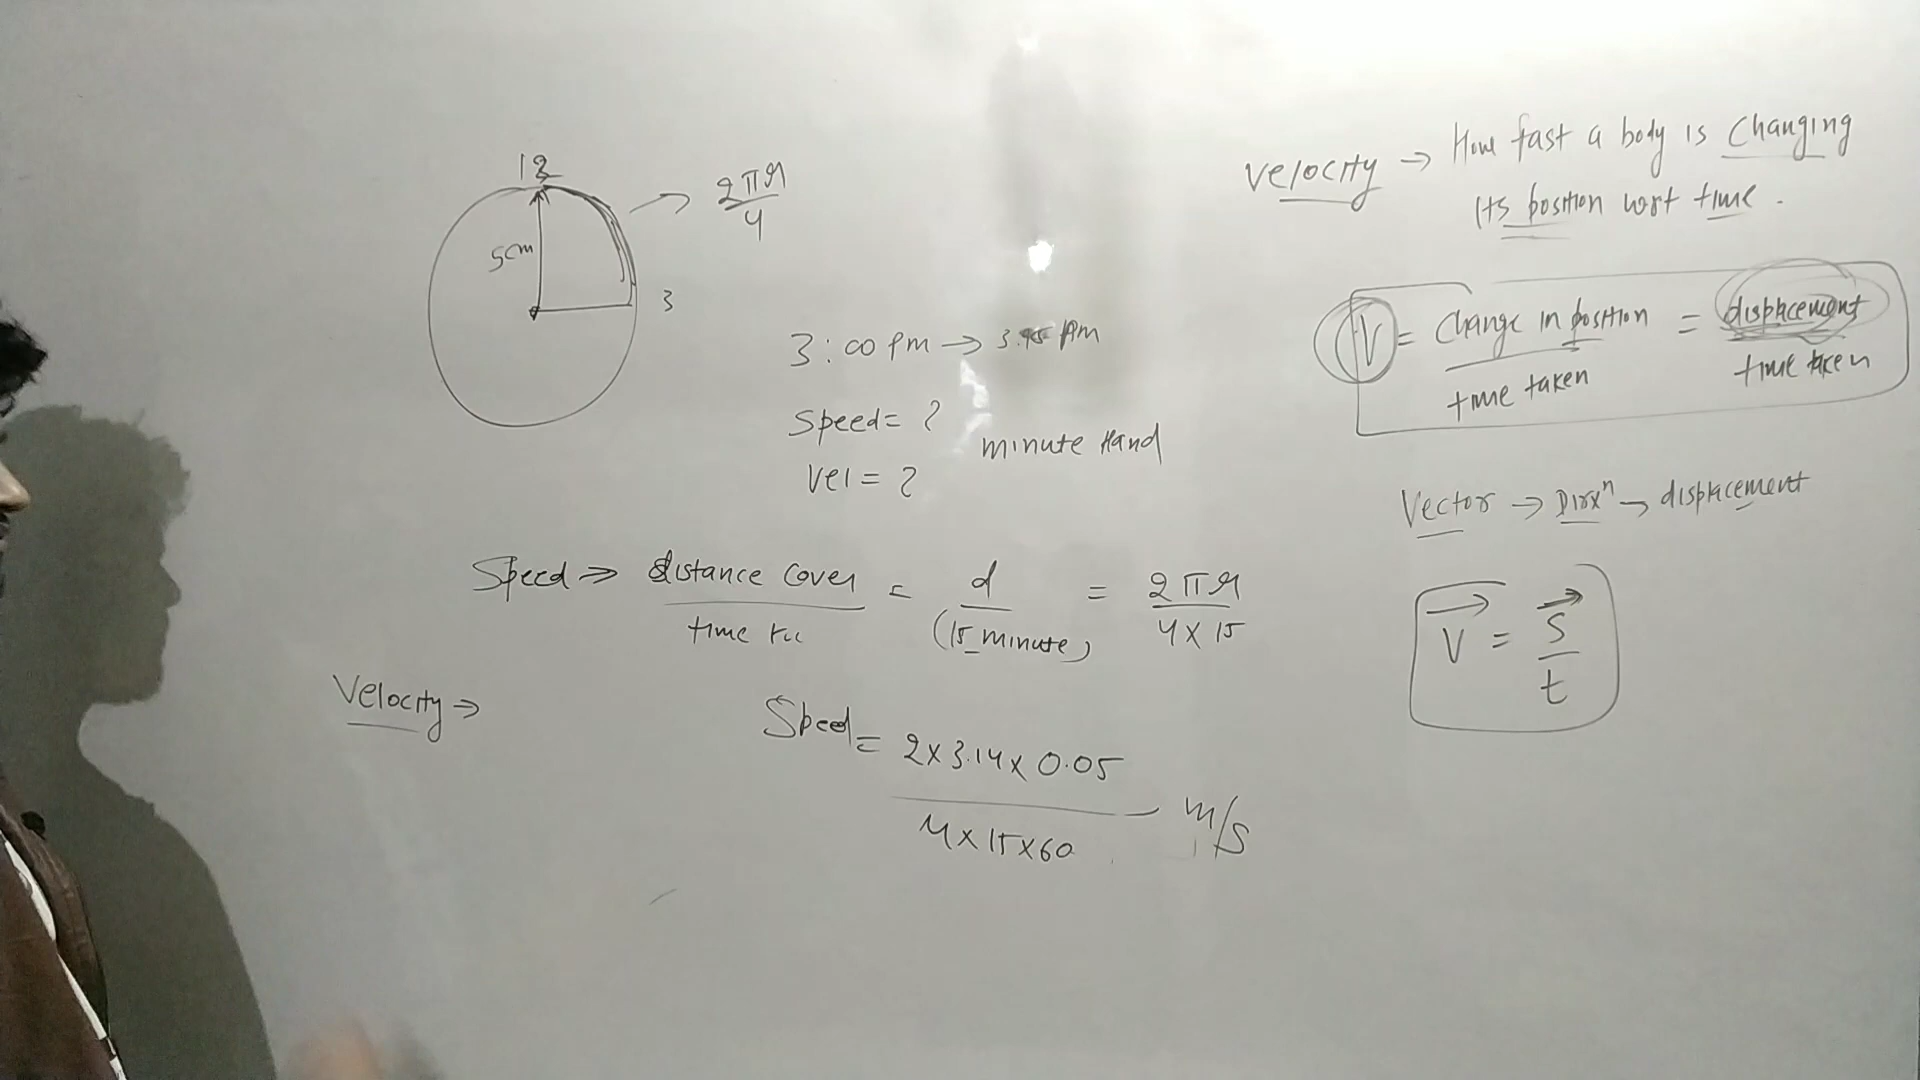 12
5cm
3
2πr/4
3:00 pm → 3.15 pm
Speed = ?
Vel = ?
minute Hand
Speed ⇒ distance cover/time = d/(15 minute) = 2πr/4×15
Velocity →
Speed = 2×3.14×0.05/4×15×60 m/s
Velocity → How fast a body is changing
its position wrt time.
V = Change in position/time taken = displacement/time taken
Vector → Dirxⁿ → displacement
V⃗ = S⃗/t